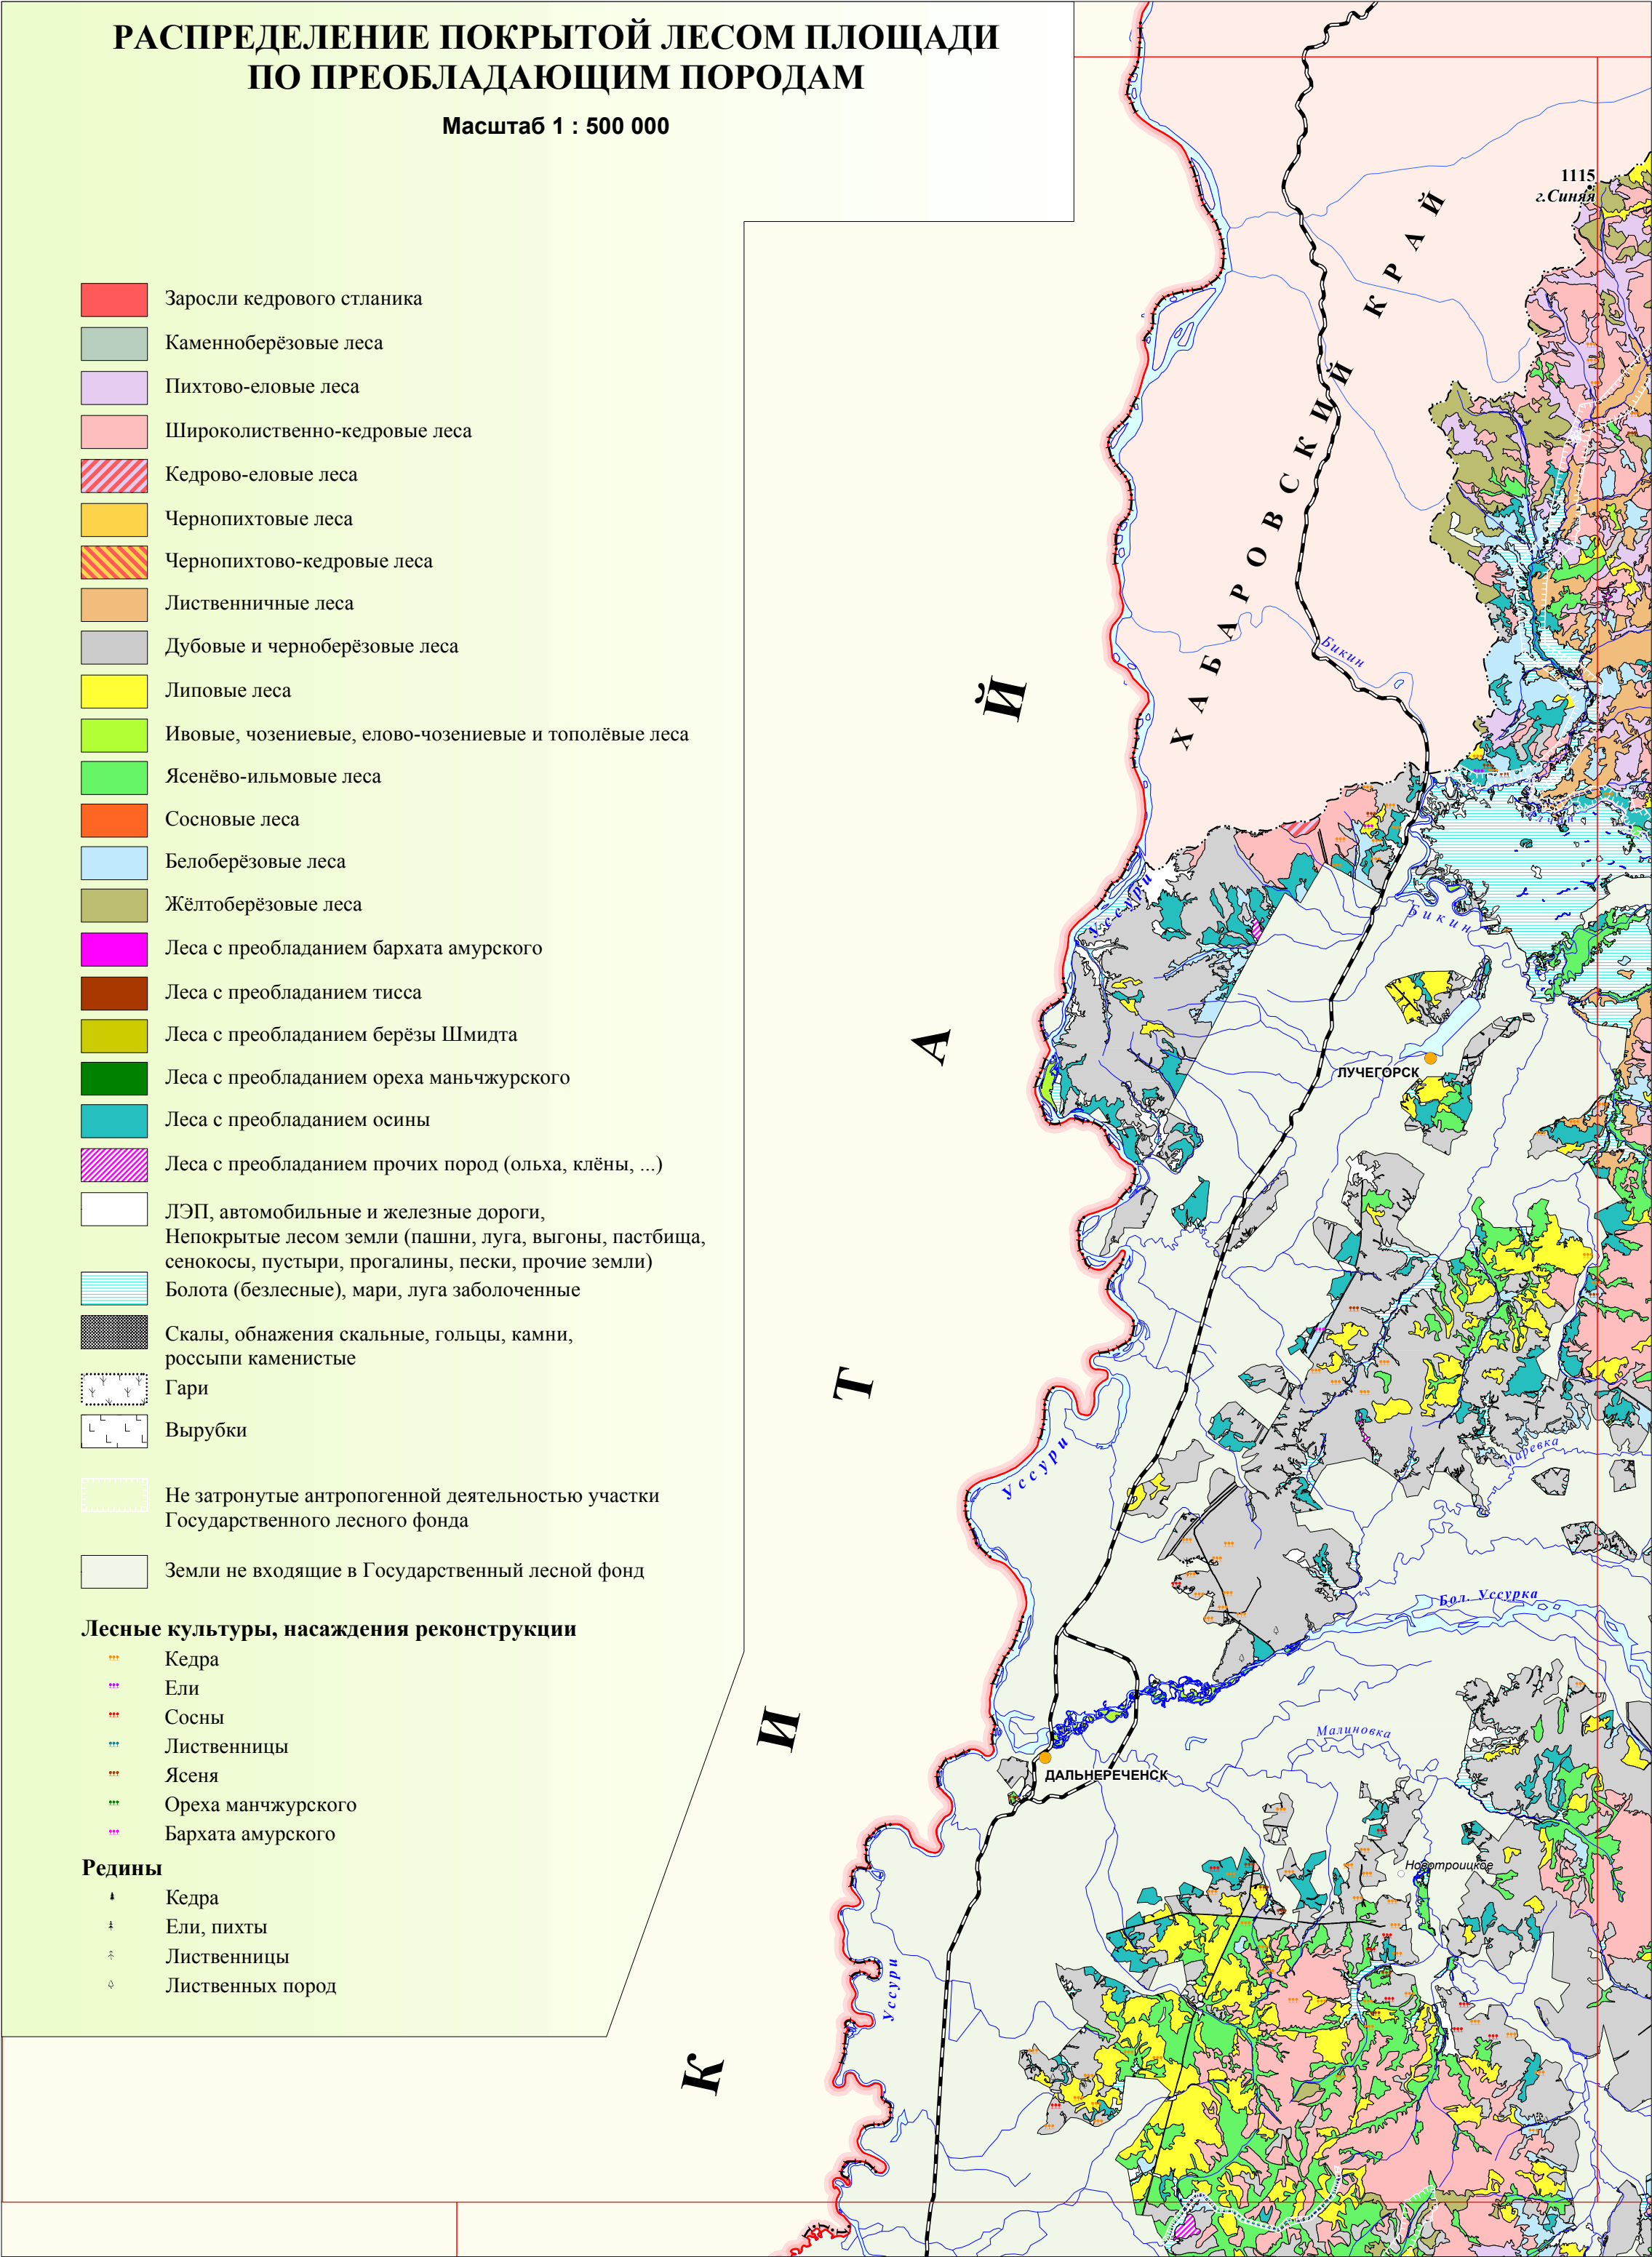 РАСПРЕДЕЛЕНИЕ ПОКРЫТОЙ ЛЕСОМ ПЛОЩАДИ
ПО ПРЕОБЛАДАЮЩИМ ПОРОДАМ
Масштаб 1 : 500 000
Заросли кедрового стланика
Каменноберёзовые леса
Пихтово-еловые леса
Широколиственно-кедровые леса
Кедрово-еловые леса
Чернопихтовые леса
Чернопихтово-кедровые леса
Лиственничные леса
Дубовые и черноберёзовые леса
Липовые леса
Ивовые, чозениевые, елово-чозениевые и тополёвые леса
Ясенёво-ильмовые леса
Сосновые леса
Белоберёзовые леса
Жёлтоберёзовые леса
Леса с преобладанием бархата амурского
Леса с преобладанием тисса
Леса с преобладанием берёзы Шмидта
Леса с преобладанием ореха маньчжурского
Леса с преобладанием осины
Леса с преобладанием прочих пород (ольха, клёны, ...)
ЛЭП, автомобильные и железные дороги,
Непокрытые лесом земли (пашни, луга, выгоны, пастбища,
сенокосы, пустыри, прогалины, пески, прочие земли)
Болота (безлесные), мари, луга заболоченные
Скалы, обнажения скальные, гольцы, камни,
россыпи каменистые
Гари
Вырубки
Не затронутые антропогенной деятельностью участки
Государственного лесного фонда
Земли не входящие в Государственный лесной фонд
Лесные культуры, насаждения реконструкции
Кедра
Ели
Сосны
Лиственницы
Ясеня
Ореха манчжурского
Бархата амурского
Редины
Кедра
Ели, пихты
Лиственницы
Лиственных пород
КИТАЙ
ХАБАРОВСКИЙ КРАЙ
1115
г.Синяя
Бикин
Уссури
Бикин
ЛУЧЕГОРСК
Уссури
Маревка
Бол. Уссурка
Малиновка
ДАЛЬНЕРЕЧЕНСК
Новотроицкое
Уссури